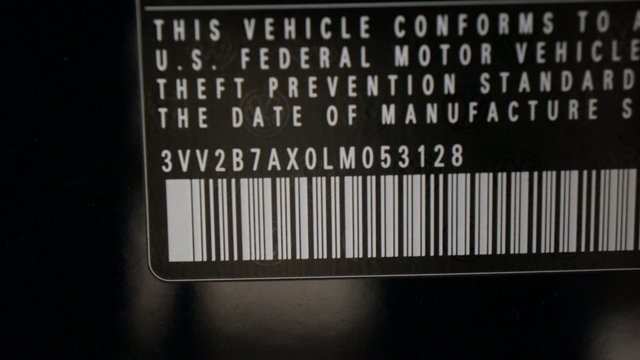 THIS VEHICLE CONFORMS TO
U.S. FEDERAL MOTOR VEHICLE
THEFT PREVENTION STANDARD
THE DATE OF MANUFACTURE S
3VV2B7AX0LM053128